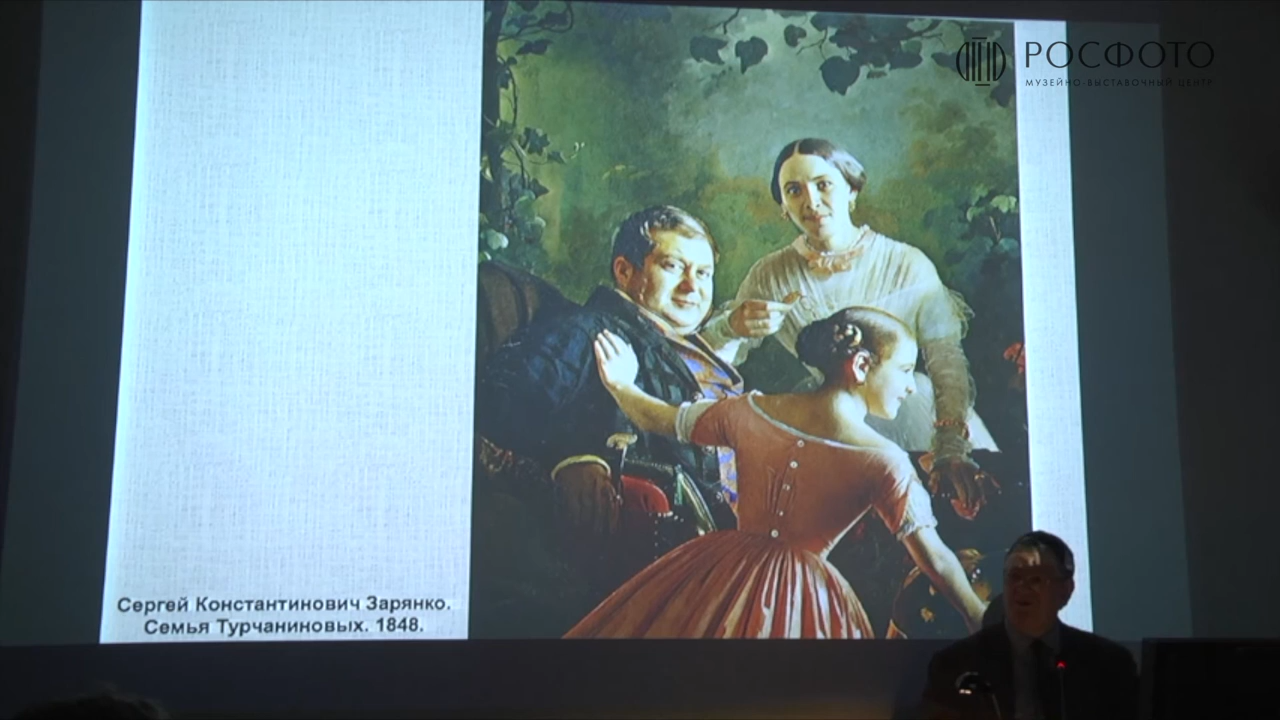 РОСФОТО
МУЗЕЙНО-ВЫСТАВОЧНЫЙ ЦЕНТР
Сергей Константинович Зарянко.
Семья Турчаниновых. 1848.